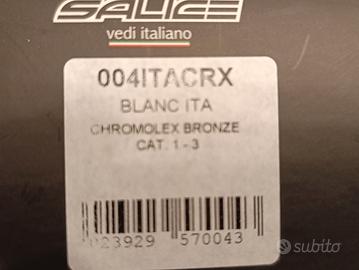 SALICE
vedi italiano
004ITACRX
BLANC ITA
CHROMOLEX BRONZE
CAT. 1 - 3
023929 570043
subito